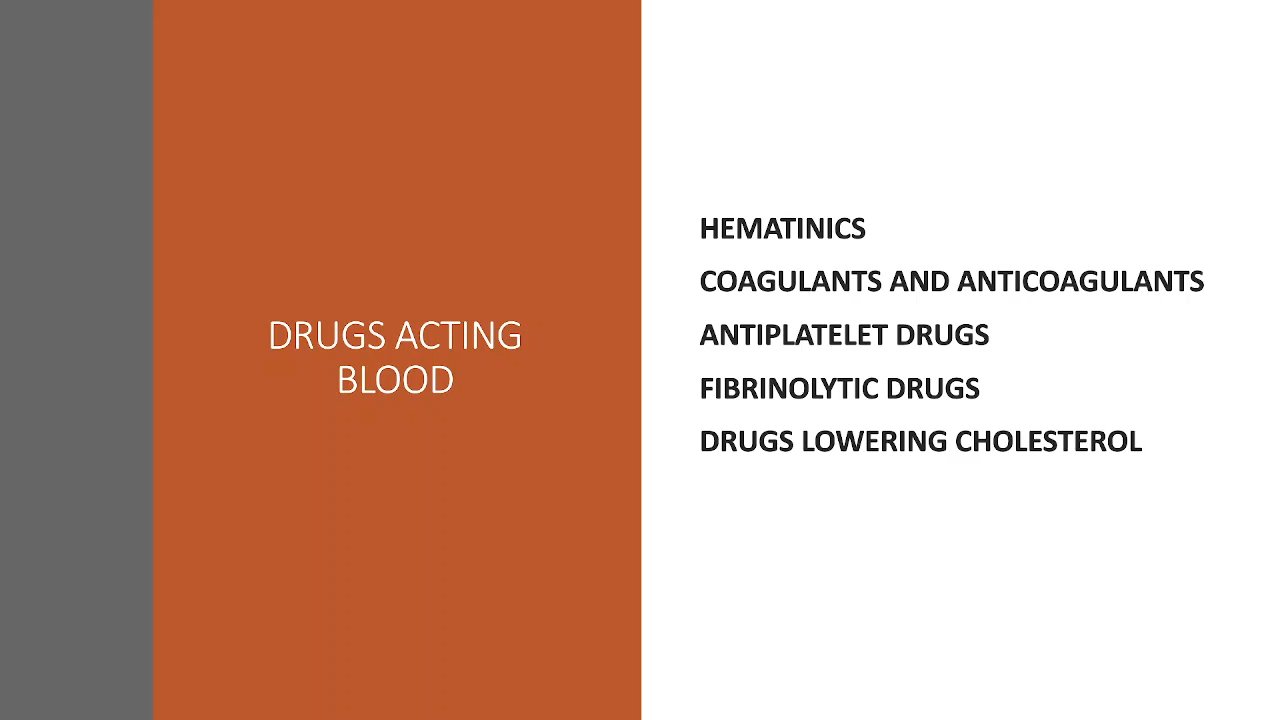 DRUGS ACTING
BLOOD
HEMATINICS
COAGULANTS AND ANTICOAGULANTS
ANTIPLATELET DRUGS
FIBRINOLYTIC DRUGS
DRUGS LOWERING CHOLESTEROL